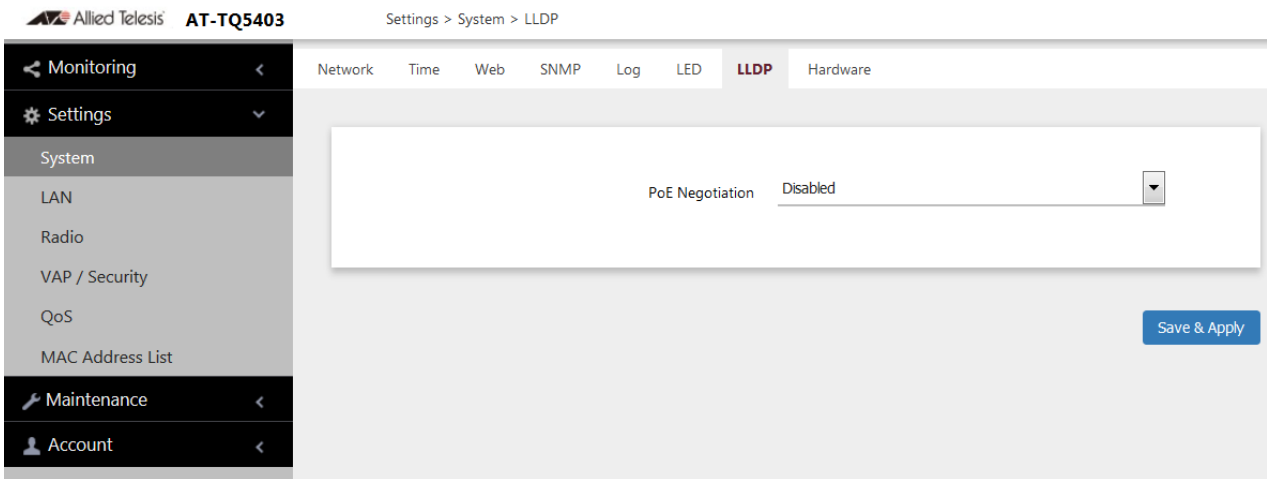 Allied Telesis AT-TQ5403 Settings > System > LLDP
Monitoring
Network Time Web SNMP Log LED LLDP Hardware
Settings
System
LAN
Radio
VAP / Security
QoS
MAC Address List
Maintenance
Account
PoE Negotiation Disabled
Save & Apply